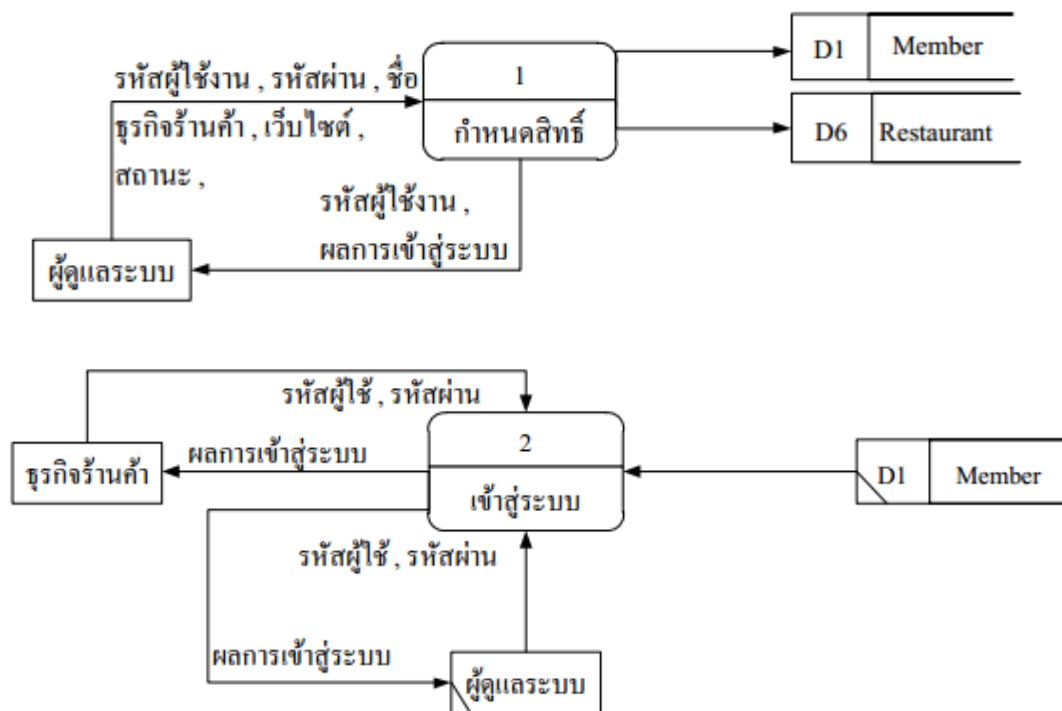 รหัสผู้ใช้งาน , รหัสผ่าน , ชื่อ
ธุรกิจร้านค้า , เว็บไซต์ ,
สถานะ ,
1
กำหนดสิทธิ์
D1 Member
D6 Restaurant
รหัสผู้ใช้งาน ,
ผลการเข้าสู่ระบบ
ผู้ดูแลระบบ
รหัสผู้ใช้ , รหัสผ่าน
2
เข้าสู่ระบบ
ผลการเข้าสู่ระบบ
ธุรกิจร้านค้า
D1 Member
รหัสผู้ใช้ , รหัสผ่าน
ผลการเข้าสู่ระบบ
ผู้ดูแลระบบ